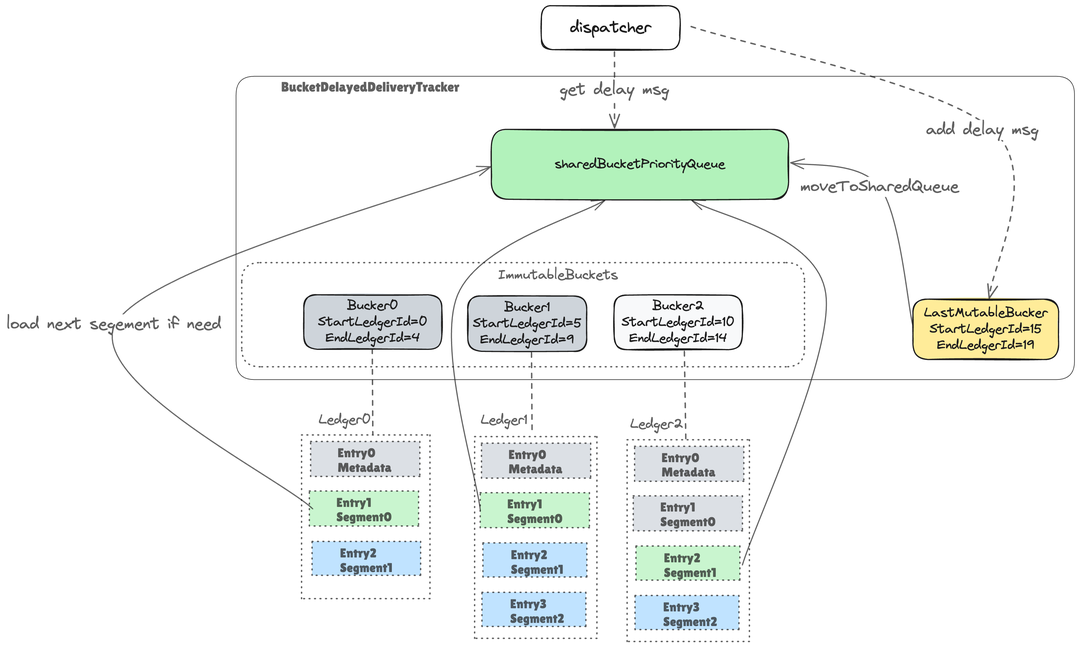 dispatcher
BucketDelayedDeliveryTracker
get delay msg
add delay msg
sharedBucketPriorityQueue
moveToSharedQueue
ImmutableBuckets
Bucker0
StartLedgerId=0
EndLedgerId=4
Bucker1
StartLedgerId=5
EndLedgerId=9
Bucker2
StartLedgerId=10
EndLedgerId=14
LastMutableBucker
StartLedgerId=15
EndLedgerId=19
load next segement if need
Ledger0
Entry0
Metadata
Entry1
Segment0
Entry2
Segment1
Ledger1
Entry0
Metadata
Entry1
Segment0
Entry2
Segment1
Entry3
Segment2
Ledger2
Entry0
Metadata
Entry1
Segment0
Entry2
Segment1
Entry3
Segment2